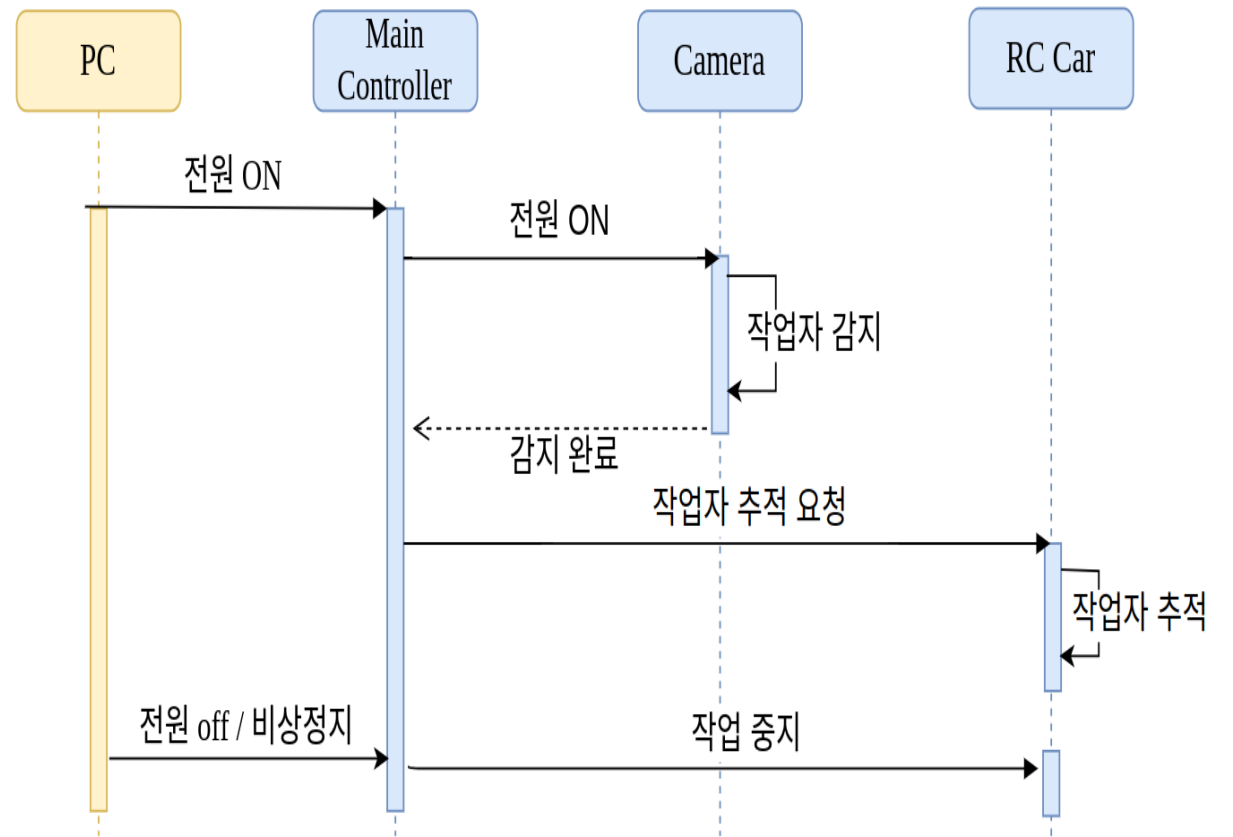 PC
Main
Controller
Camera
RC Car
전원 ON
전원 ON
작업자 감지
감지 완료
작업자 추적 요청
작업자 추적
전원 off / 비상정지
작업 중지